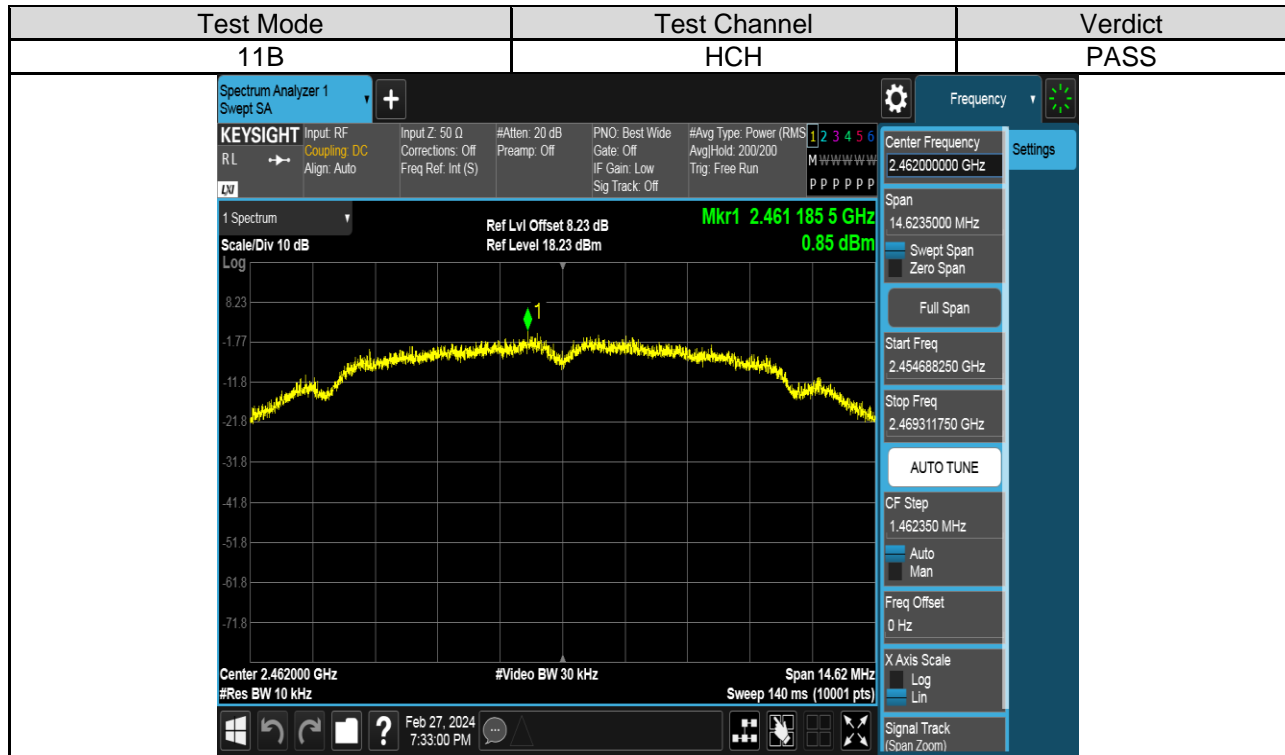 Test Mode Test Channel Verdict
11B HCH PASS
Spectrum Analyzer 1
Swept SA
+
Frequency
KEYSIGHT
RL
LXI
Input: RF
Coupling: DC
Align: Auto
Input Z: 50 Ω
Corrections: Off
Freq Ref: Int (S)
#Atten: 20 dB
Preamp: Off
PNO: Best Wide
Gate: Off
IF Gain: Low
Sig Track: Off
#Avg Type: Power (RMS
Avg|Hold: 200/200
Trig: Free Run
1 2 3 4 5 6
M W W W W W
P P P P P P
1 Spectrum
Scale/Div 10 dB
Ref Lvl Offset 8.23 dB
Ref Level 18.23 dBm
Mkr1 2.461 185 5 GHz
0.85 dBm
Log
8.23
-1.77
-11.8
-21.8
-31.8
-41.8
-51.8
-61.8
-71.8
1
Center 2.462000 GHz
#Res BW 10 kHz
#Video BW 30 kHz
Span 14.62 MHz
Sweep 140 ms (10001 pts)
?
Feb 27, 2024
7:33:00 PM
Center Frequency
2.462000000 GHz
Settings
Span
14.6235000 MHz
Swept Span
Zero Span
Full Span
Start Freq
2.454688250 GHz
Stop Freq
2.469311750 GHz
AUTO TUNE
CF Step
1.462350 MHz
Auto
Man
Freq Offset
0 Hz
X Axis Scale
Log
Lin
Signal Track
(Span Zoom)